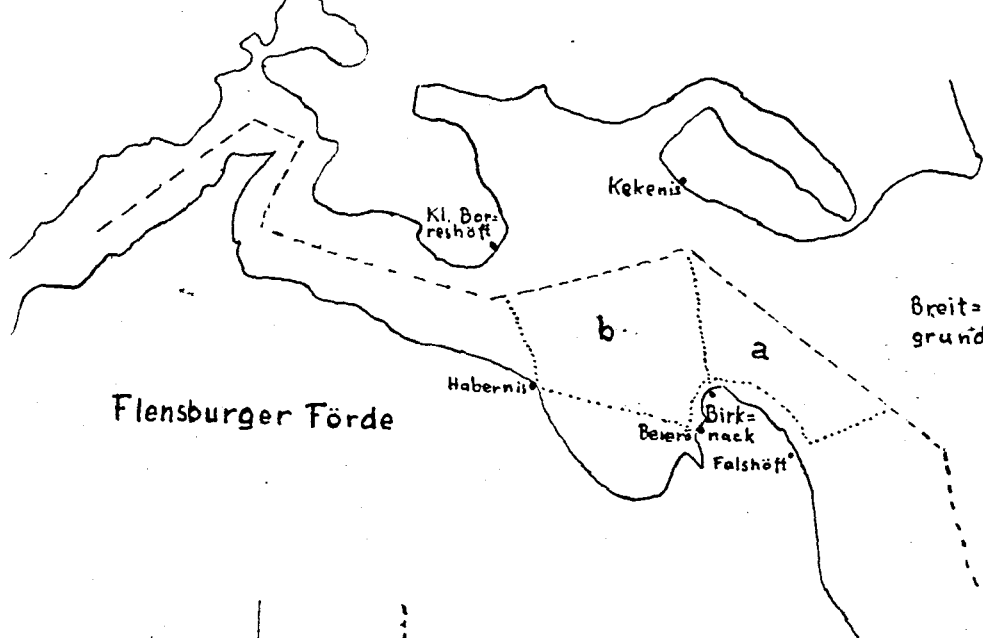 Kekenis
Kl. Bor=
reshöft
Breit=
grund
b
a
Habernis
Flensburger Förde
Birk=
nack
Falshöft